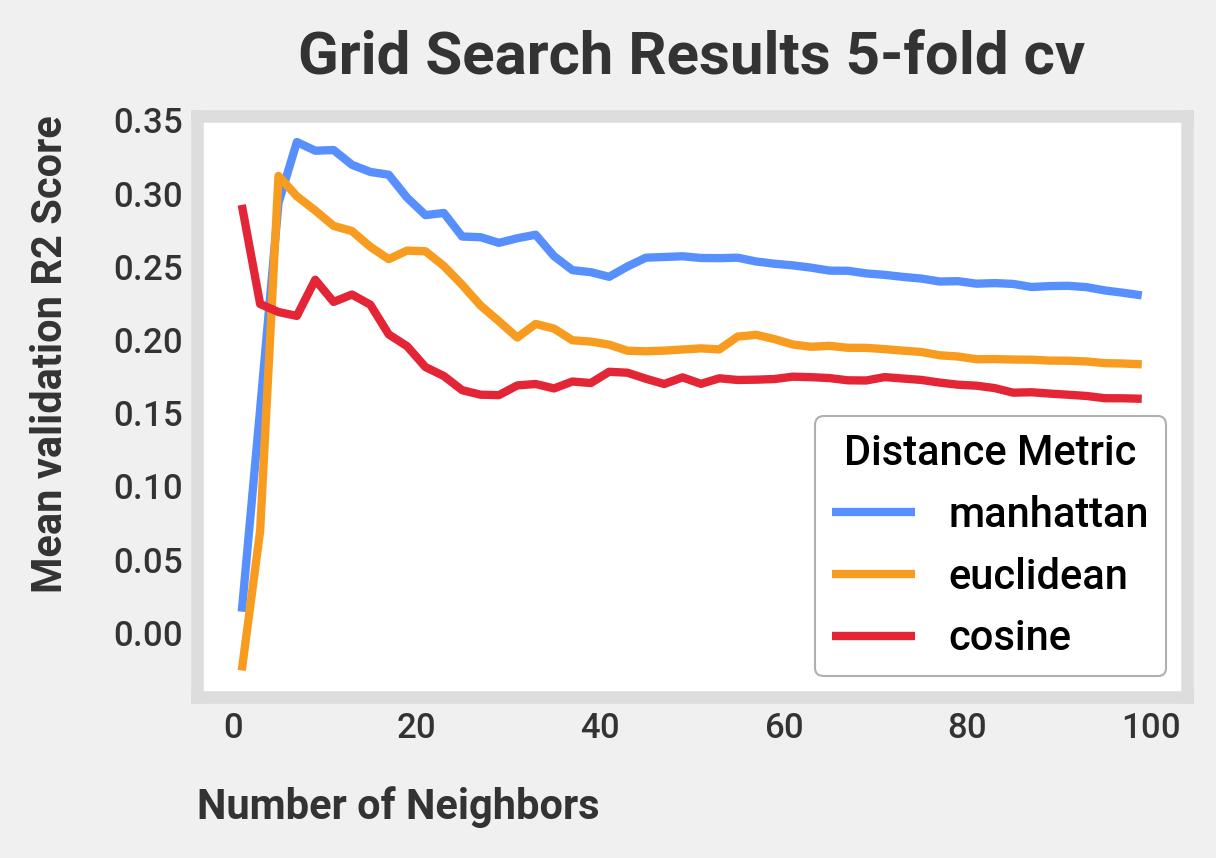 Grid Search Results 5-fold cv
Mean validation R2 Score
0.35
0.30
0.25
0.20
0.15
0.10
0.05
0.00
Distance Metric
manhattan
euclidean
cosine
0 20 40 60 80 100
Number of Neighbors